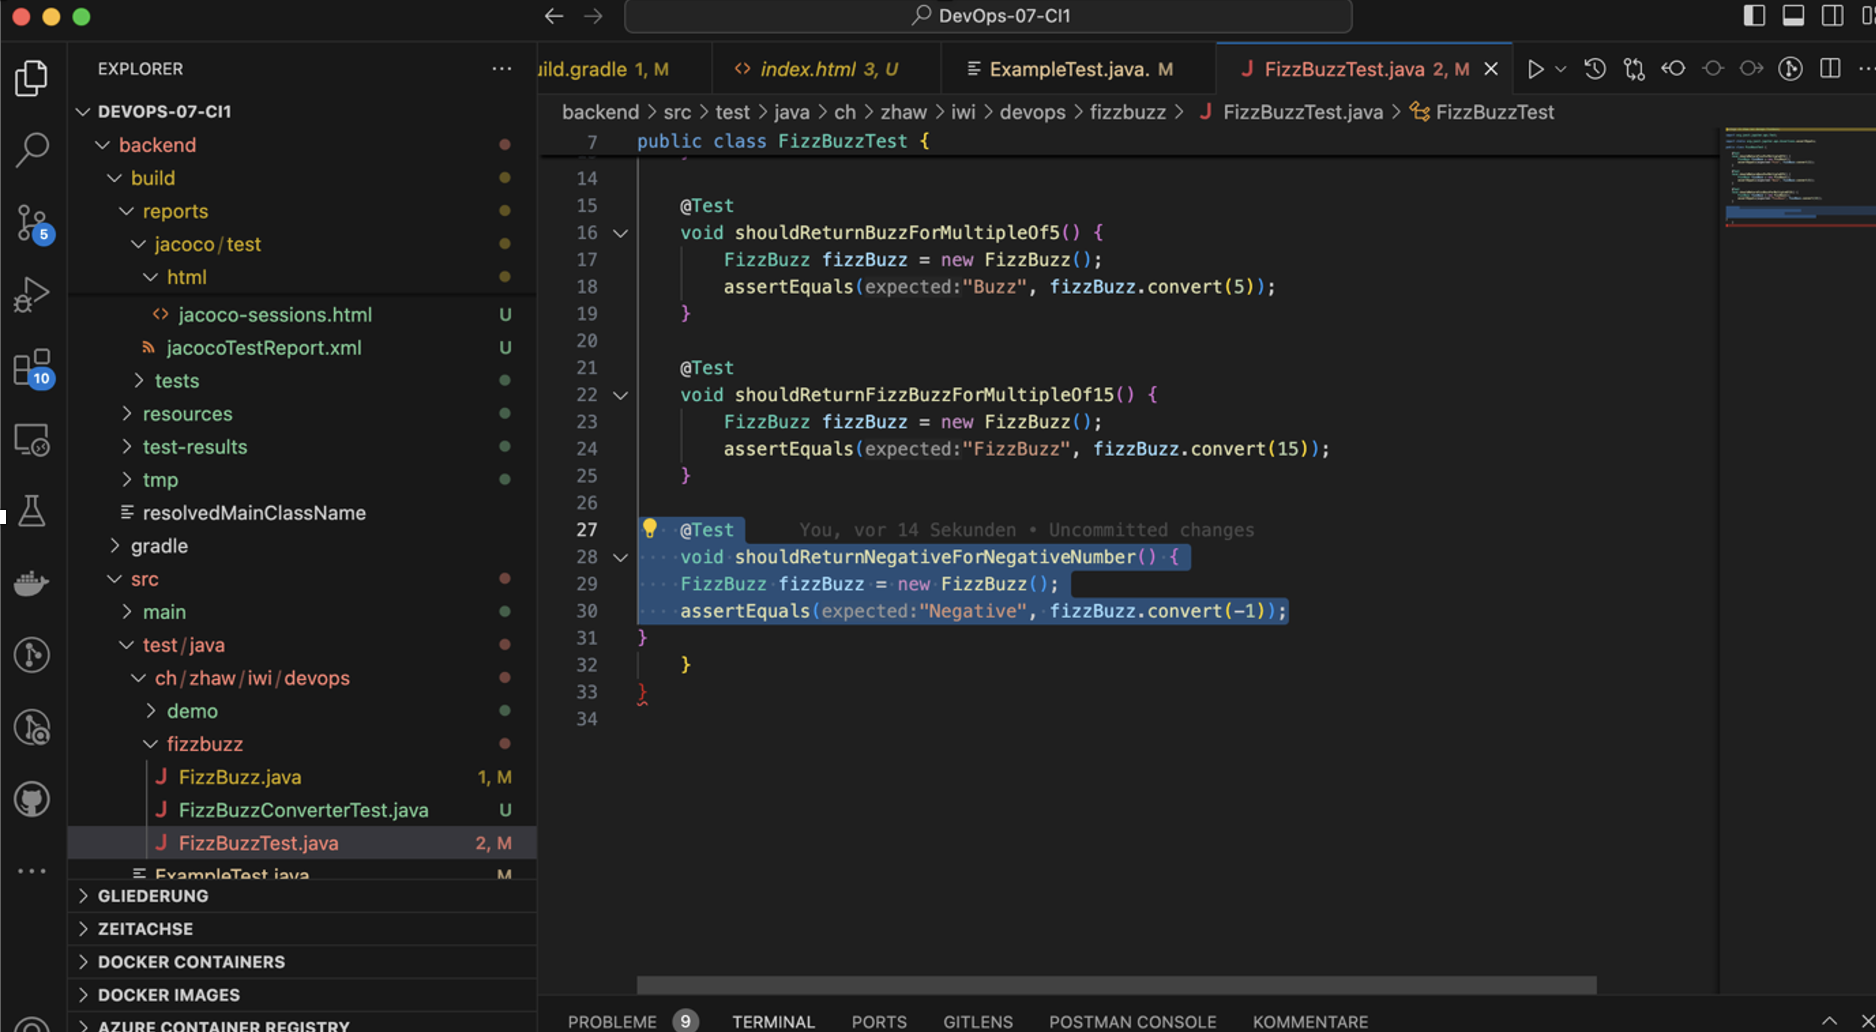 DevOps-07-CI1
EXPLORER
DEVOPS-07-CI1
backend
build
reports
jacoco / test
html
jacoco-sessions.html U
jacocoTestReport.xml U
tests
resources
test-results
tmp
resolvedMainClassName
gradle
src
main
test / java
ch / zhaw / iwi / devops
demo
fizzbuzz
FizzBuzz.java 1, M
FizzBuzzConverterTest.java U
FizzBuzzTest.java 2, M
ExampleTest.java. M
GLIEDERUNG
ZEITACHSE
DOCKER CONTAINERS
DOCKER IMAGES
AZURE CONTAINER REGISTRY
5
10
uild.gradle 1, M
index.html 3, U
ExampleTest.java. M
FizzBuzzTest.java 2, M
backend > src > test > java > ch > zhaw > iwi > devops > fizzbuzz > FizzBuzzTest.java > FizzBuzzTest
7 public class FizzBuzzTest {
14
15 @Test
16 void shouldReturnBuzzForMultipleOf5() {
17 FizzBuzz fizzBuzz = new FizzBuzz();
18 assertEquals(expected:"Buzz", fizzBuzz.convert(5));
19 }
20
21 @Test
22 void shouldReturnFizzBuzzForMultipleOf15() {
23 FizzBuzz fizzBuzz = new FizzBuzz();
24 assertEquals(expected:"FizzBuzz", fizzBuzz.convert(15));
25 }
26
27 @Test You, vor 14 Sekunden • Uncommitted changes
28 void shouldReturnNegativeForNegativeNumber() {
29 FizzBuzz fizzBuzz = new FizzBuzz();
30 assertEquals(expected:"Negative", fizzBuzz.convert(-1));
31 }
32 }
33 }
34
PROBLEME 9 TERMINAL PORTS GITLENS POSTMAN CONSOLE KOMMENTARE